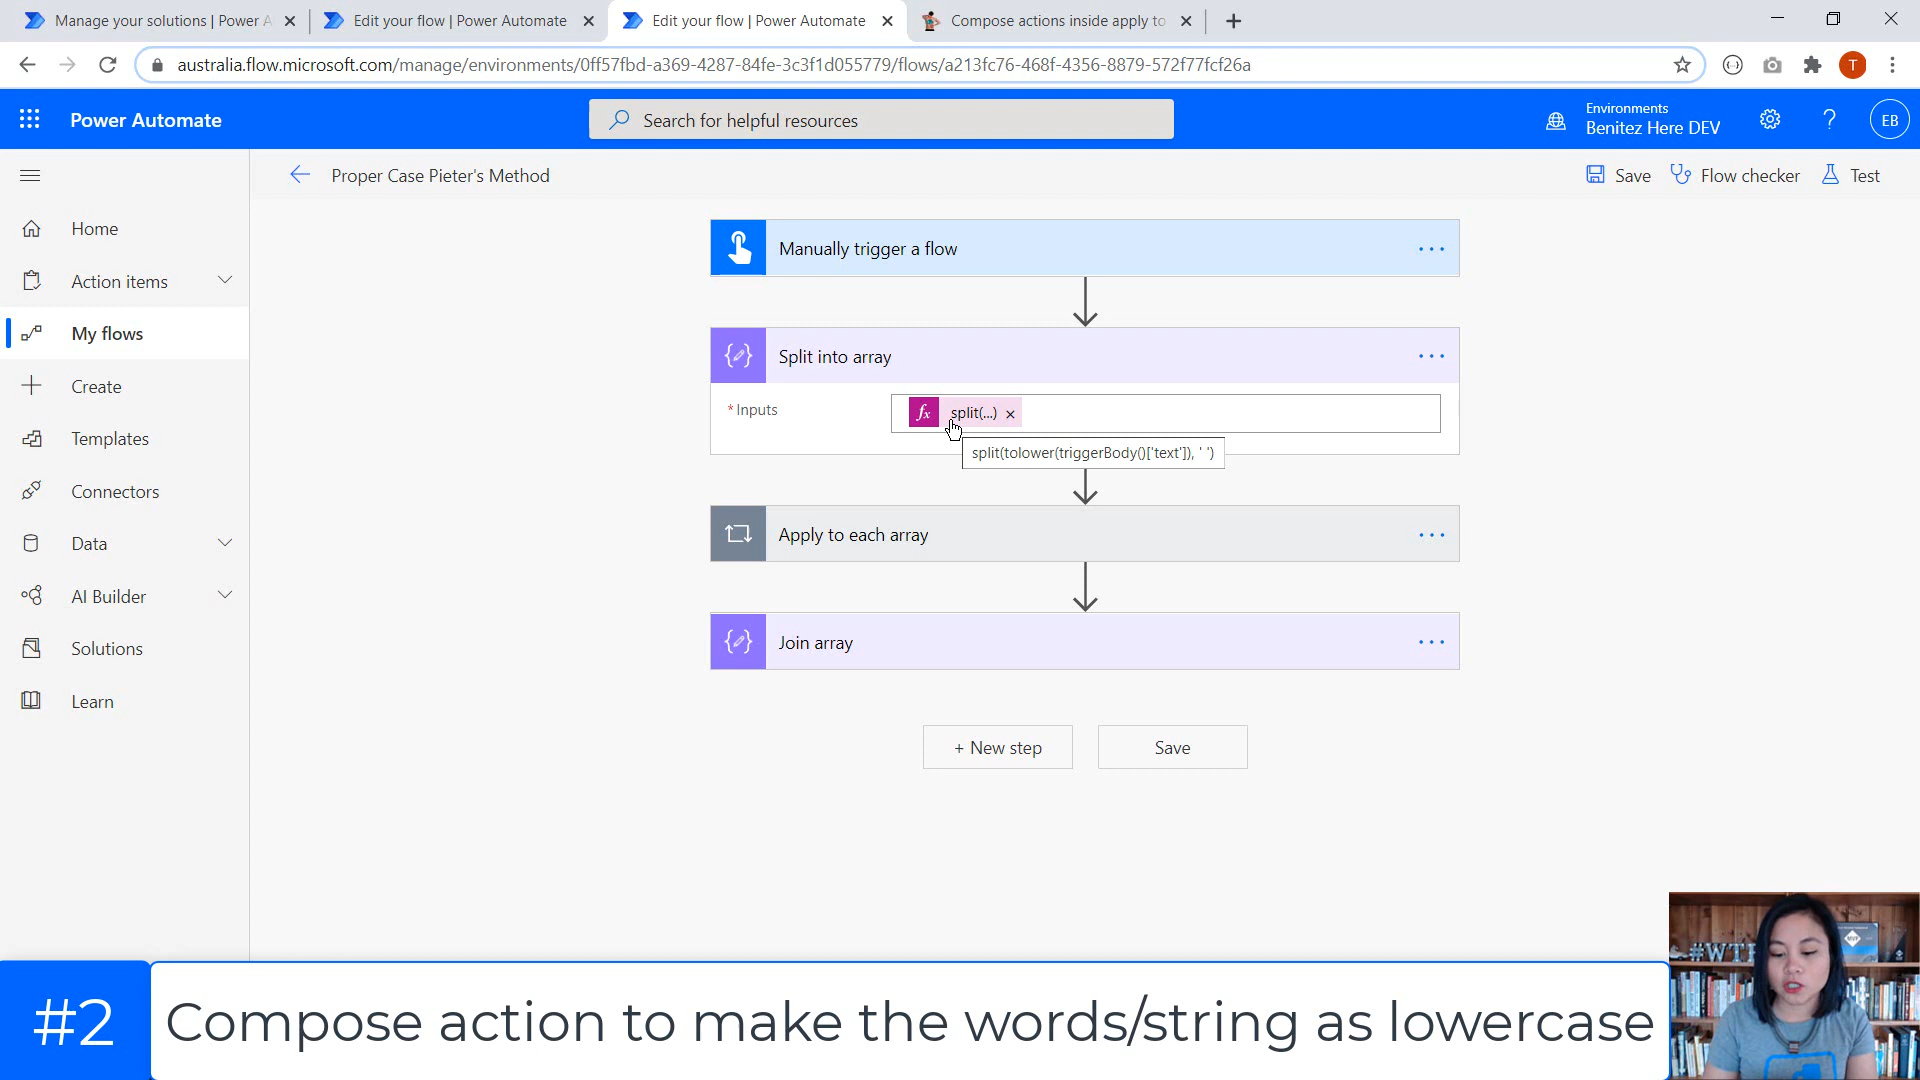 Manage your solutions | Power A
Edit your flow | Power Automate
Edit your flow | Power Automate
Compose actions inside apply to
australia.flow.microsoft.com/manage/environments/0ff57fbd-a369-4287-84fe-3c3f1d055779/flows/a213fc76-468f-4356-8879-572f77fcf26a
T
Power Automate
Search for helpful resources
Environments
Benitez Here DEV
?
EB
Proper Case Pieter's Method
Save
Flow checker
Test
Home
Action items
My flows
Create
Templates
Connectors
Data
AI Builder
Solutions
Learn
Manually trigger a flow
Split into array
* Inputs
fx split(...) ×
split(tolower(triggerBody()['text']), ' ')
Apply to each array
Join array
+ New step
Save
#2
Compose action to make the words/string as lowercase